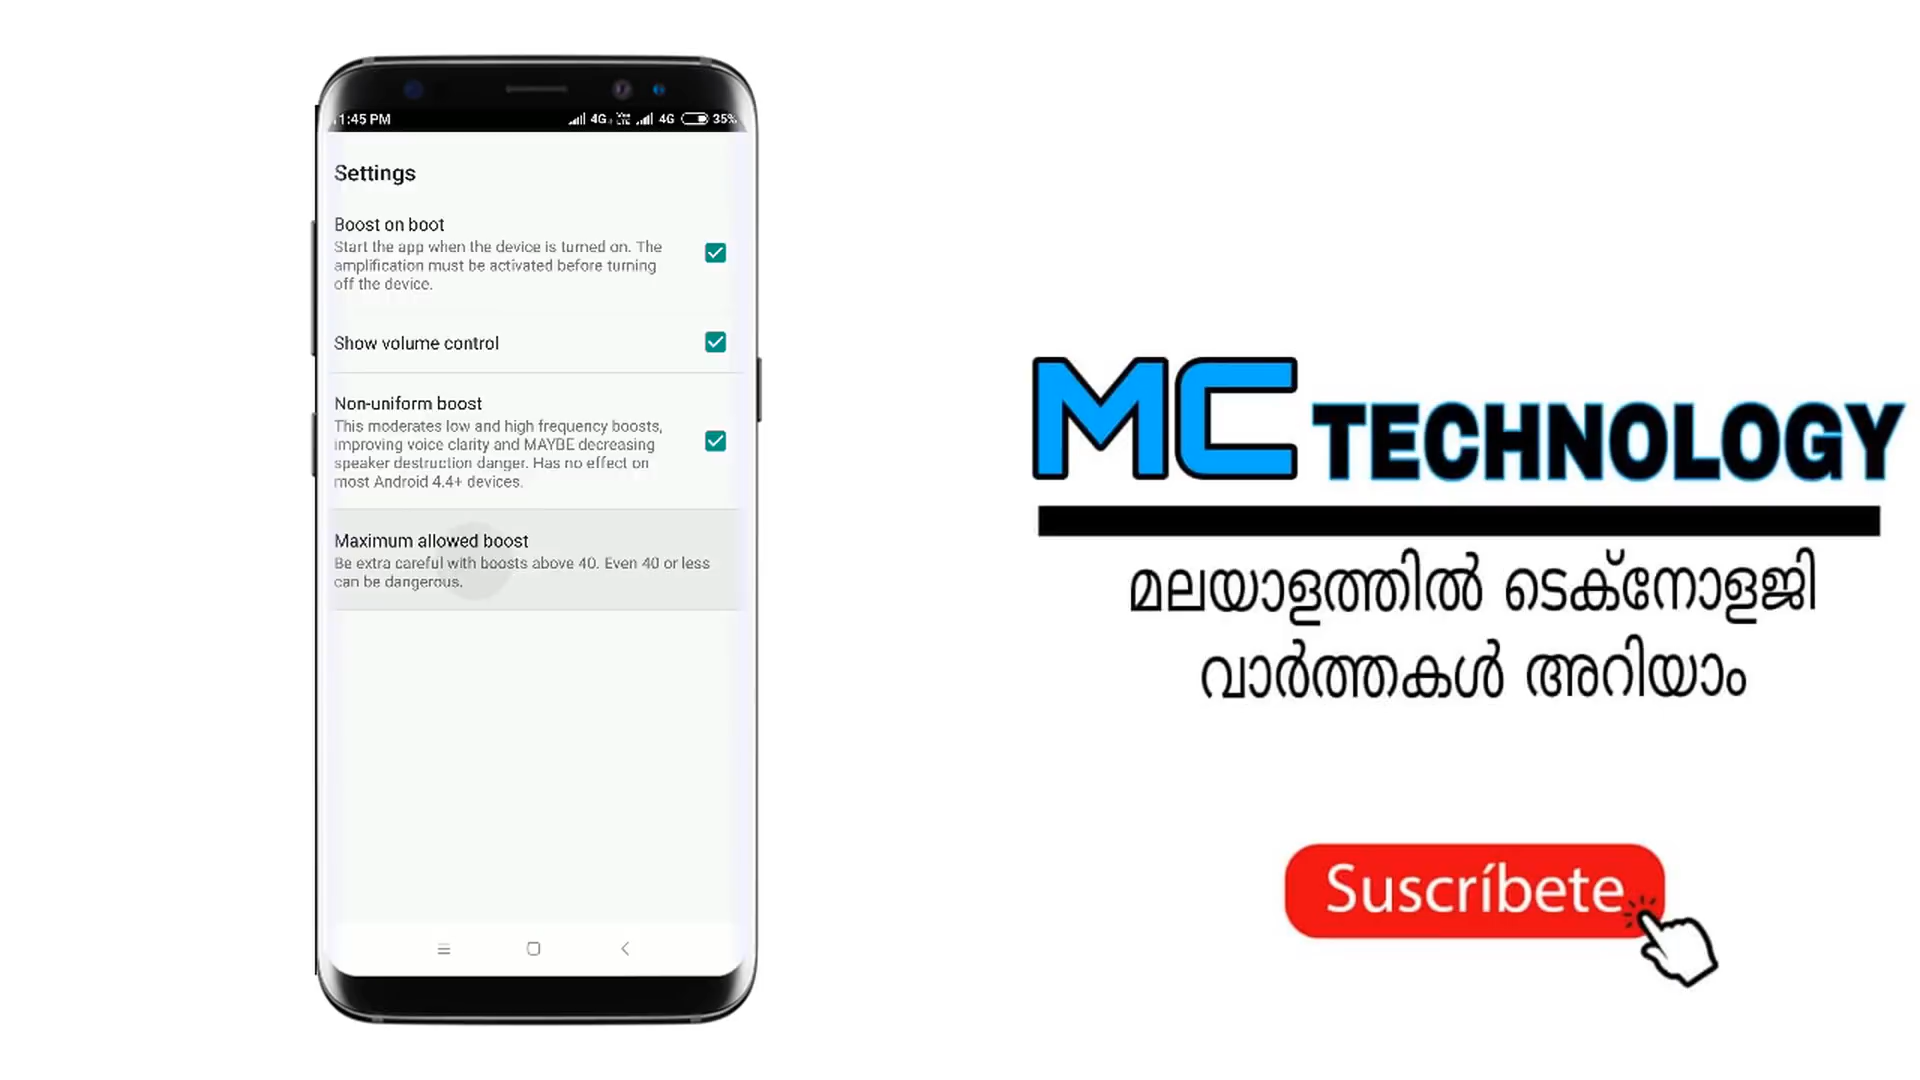 1:45 PM 4G 4G 35%
Settings
Boost on boot
Start the app when the device is turned on. The
amplification must be activated before turning
off the device.
Show volume control
Non-uniform boost
This moderates low and high frequency boosts,
improving voice clarity and MAYBE decreasing
speaker destruction danger. Has no effect on
most Android 4.4+ devices.
Maximum allowed boost
Be extra careful with boosts above 40. Even 40 or less
can be dangerous.
MC TECHNOLOGY
മലയാളത്തിൽ ടെക്നോളജി
വാർത്തകൾ അറിയാം
Suscríbete